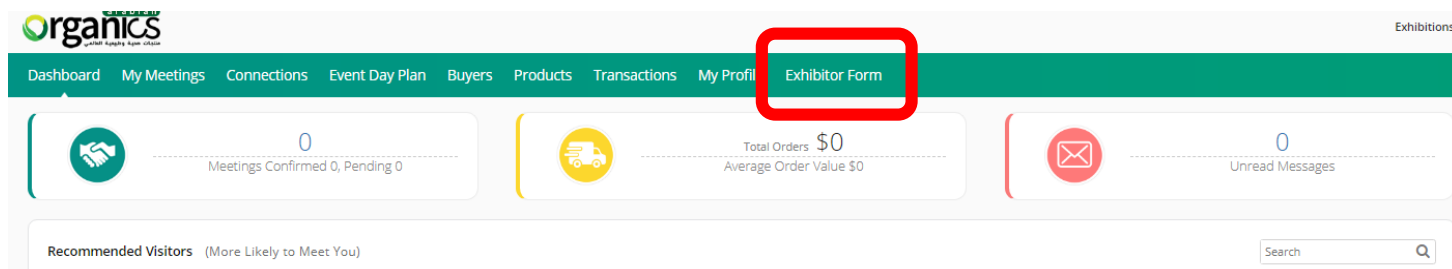 Organics
Exhibitions
Dashboard My Meetings Connections Event Day Plan Buyers Products Transactions My Profil Exhibitor Form
0
Meetings Confirmed 0, Pending 0
Total Orders $0
Average Order Value $0
0
Unread Messages
Recommended Visitors (More Likely to Meet You)
Search